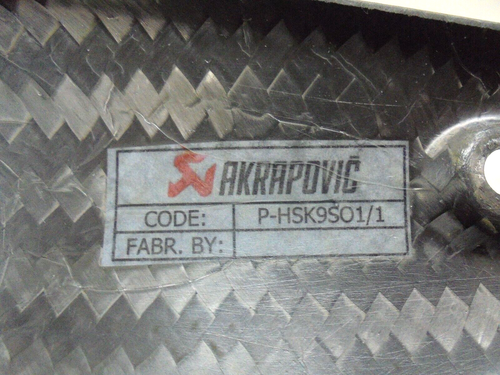 AKRAPOVIČ
CODE: P-HSK9SO1/1
FABR. BY: